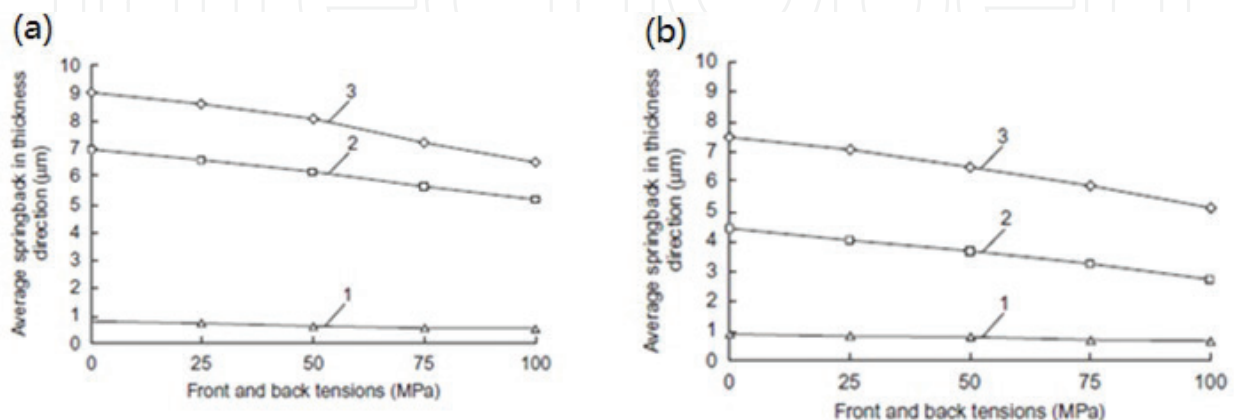 (a)
10
9
8
7
6
5
4
3
2
1
0
3
2
1
0 25 50 75 100
Average springback in thickness
direction (μm)
Front and back tensions (MPa)
(b)
10
9
8
7
6
5
4
3
2
1
0
3
2
1
0 25 50 75 100
Average springback in thickness
direction (μm)
Front and back tensions (MPa)